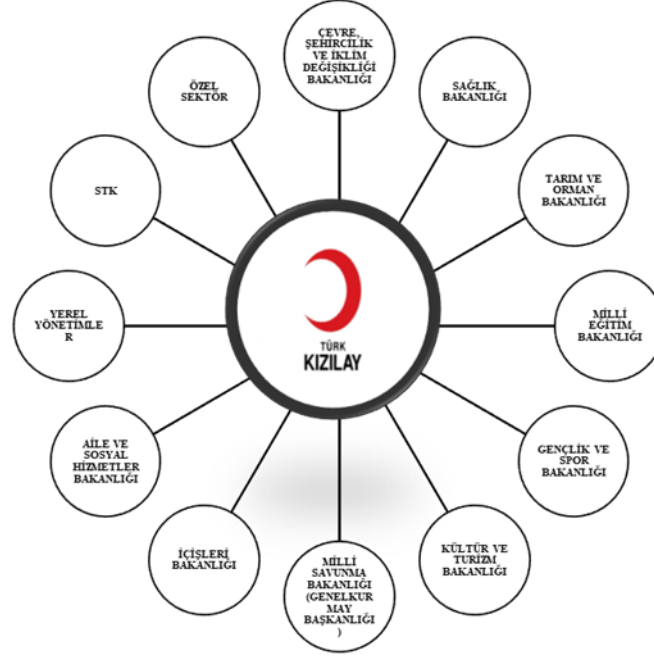 ÇEVRE,
ŞEHİRCİLİK
VE İKLİM
DEĞİŞİKLİĞİ
BAKANLIĞI
SAĞLIK
BAKANLIĞI
TARIM VE
ORMAN
BAKANLIĞI
MİLLİ
EĞİTİM
BAKANLIĞI
GENÇLİK VE
SPOR
BAKANLIĞI
KÜLTÜR VE
TURİZM
BAKANLIĞI
MİLLİ
SAVUNMA
BAKANLIĞI
(GENELKUR
MAY
BAŞKANLIĞI
)
İÇİŞLERİ
BAKANLIĞI
AİLE VE
SOSYAL
HİZMETLER
BAKANLIĞI
YEREL
YÖNETİMLE
R
STK
ÖZEL
SEKTÖR
TÜRK
KIZILAY